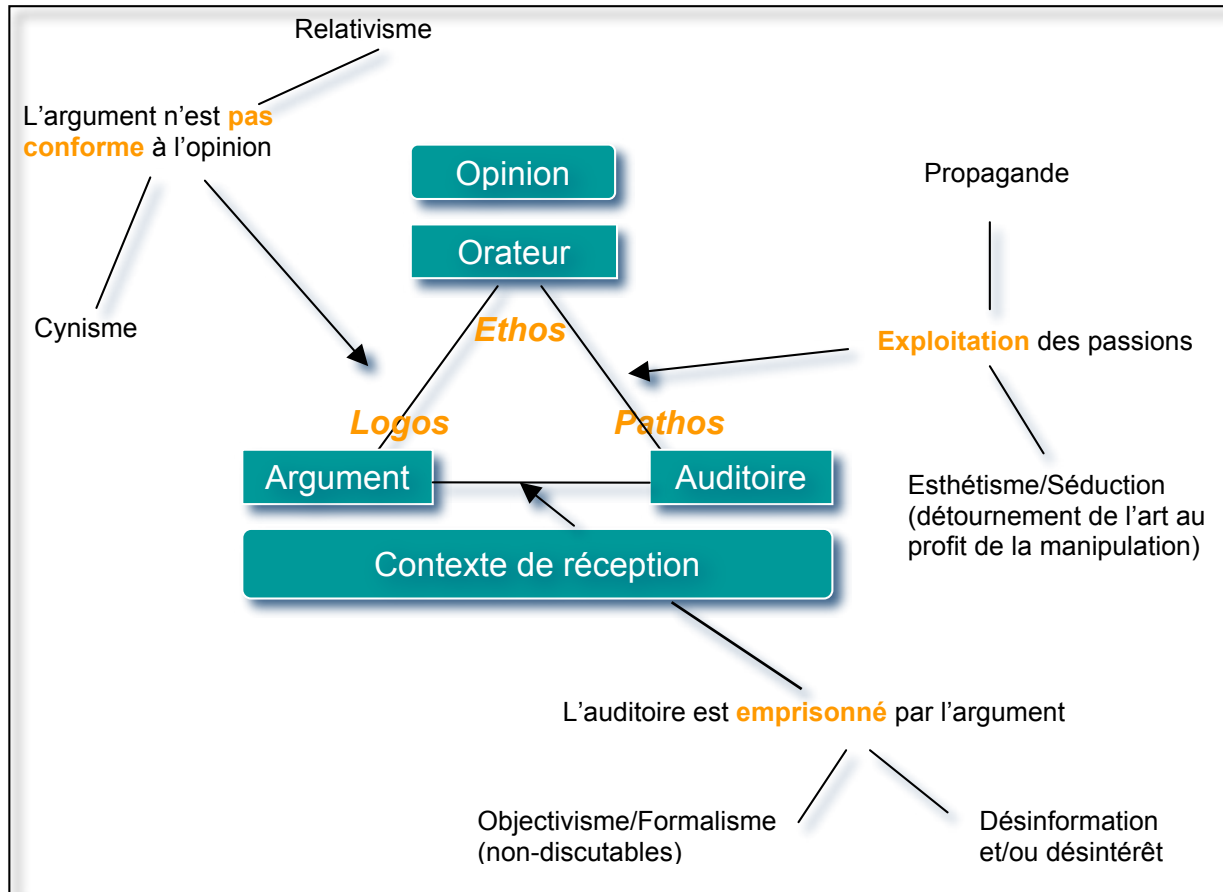 Relativisme
L’argument n’est pas
conforme à l’opinion
Cynisme
Opinion
Orateur
Ethos
Logos
Pathos
Argument
Auditoire
Contexte de réception
Propagande
Exploitation des passions
Esthétisme/Séduction
(détournement de l’art au
profit de la manipulation)
L’auditoire est emprisonné par l’argument
Objectivisme/Formalisme
(non-discutables)
Désinformation
et/ou désintérêt